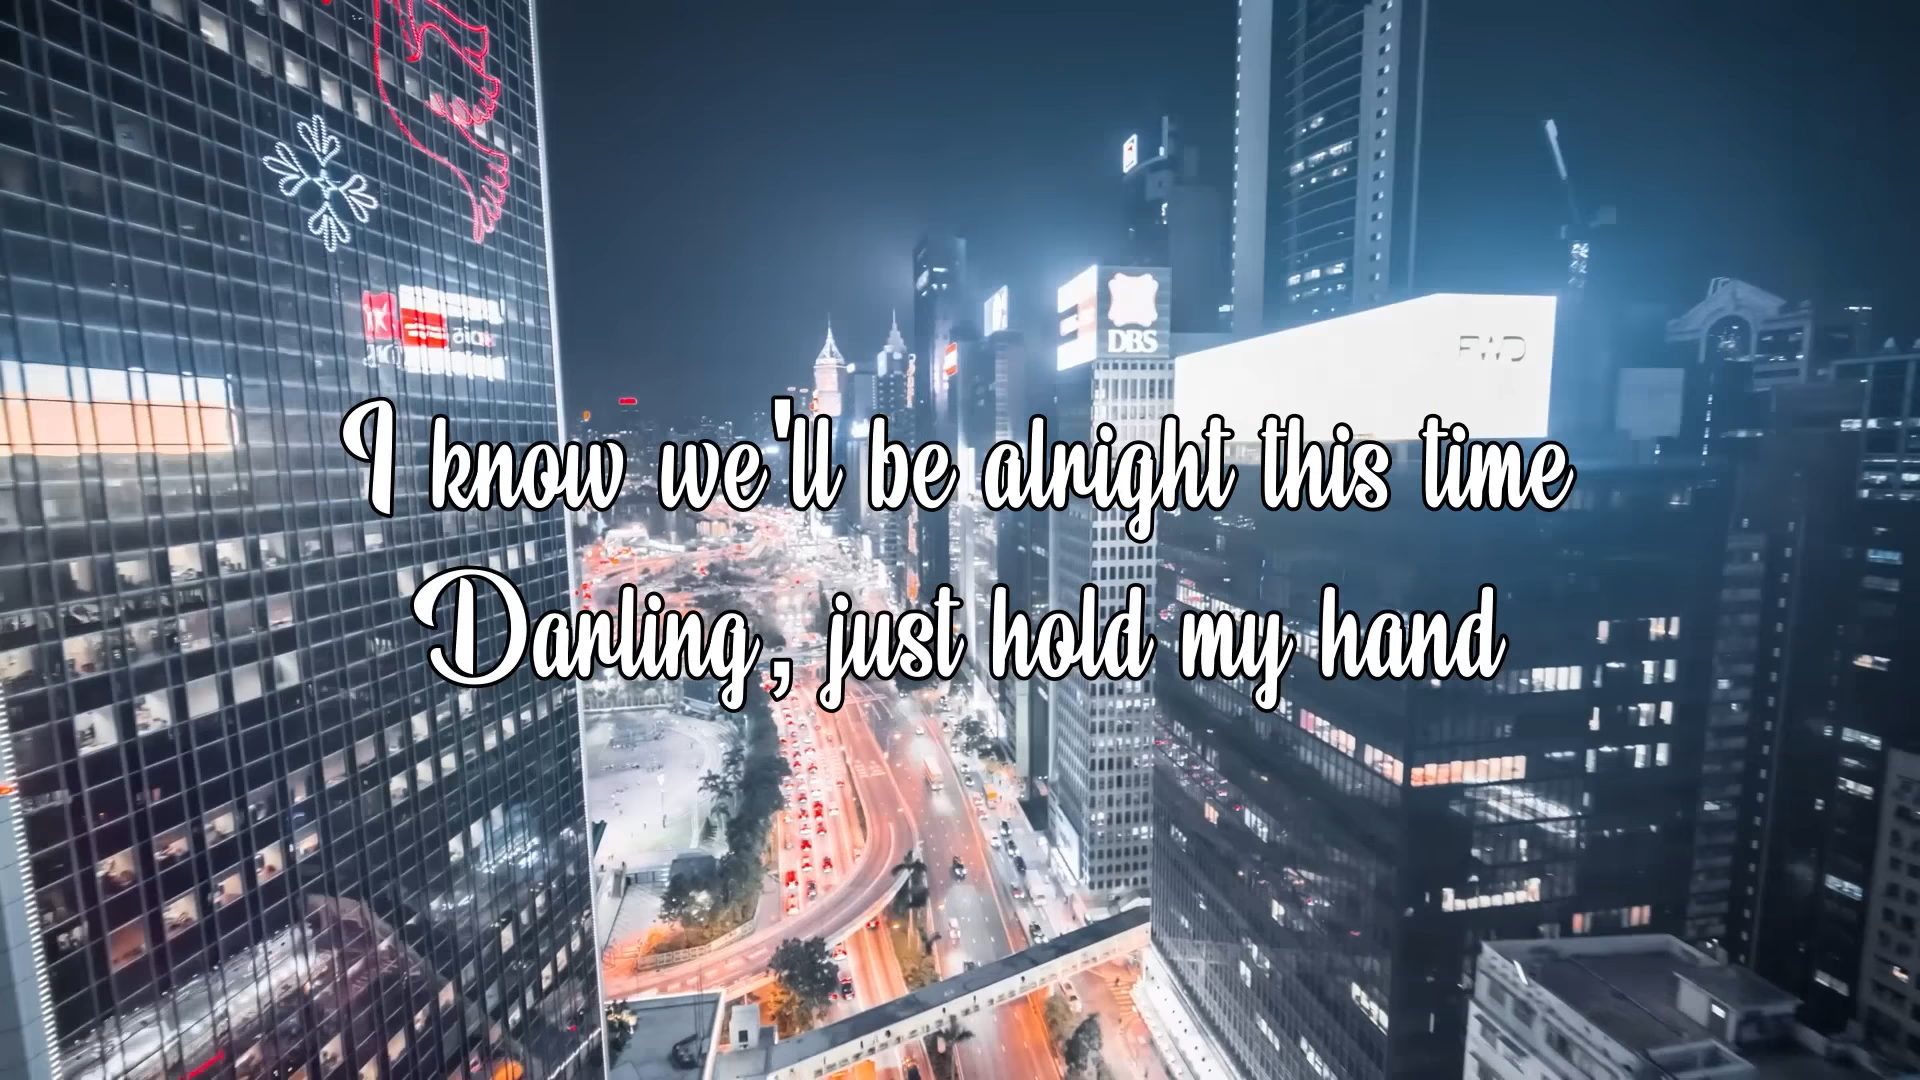 DBS
FWD
I know we'll be alright this time
Darling, just hold my hand